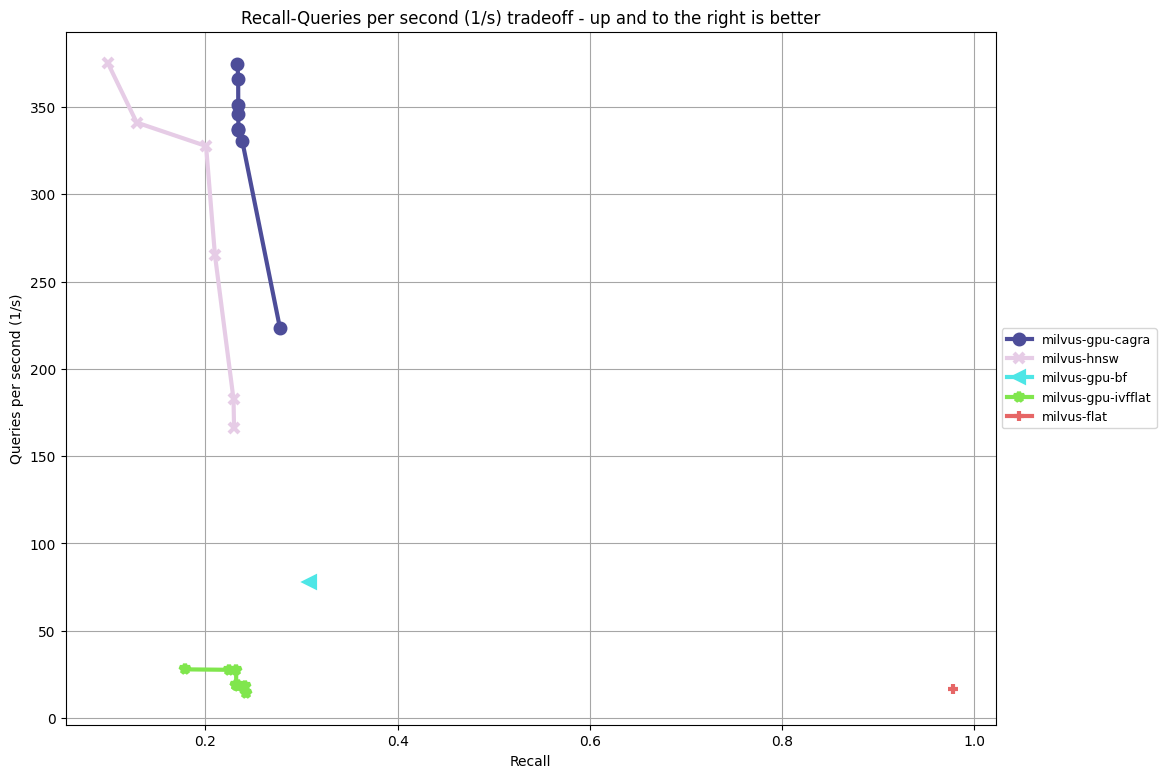 Recall-Queries per second (1/s) tradeoff - up and to the right is better
Queries per second (1/s)
350
300
250
200
150
100
50
0
0.2
0.4
0.6
0.8
1.0
Recall
milvus-gpu-cagra
milvus-hnsw
milvus-gpu-bf
milvus-gpu-ivfflat
milvus-flat